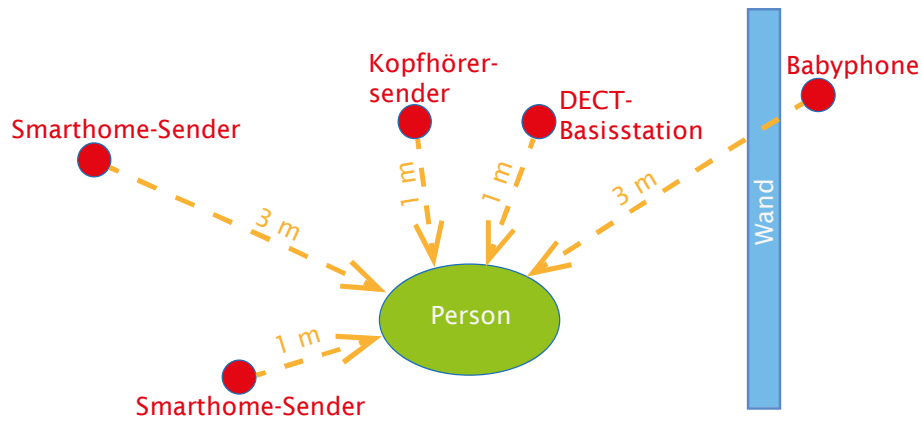 Kopfhörer-
sender
Babyphone
DECT-
Basisstation
Smarthome-Sender
1 m
1 m
3 m
3 m
Wand
Person
1 m
Smarthome-Sender